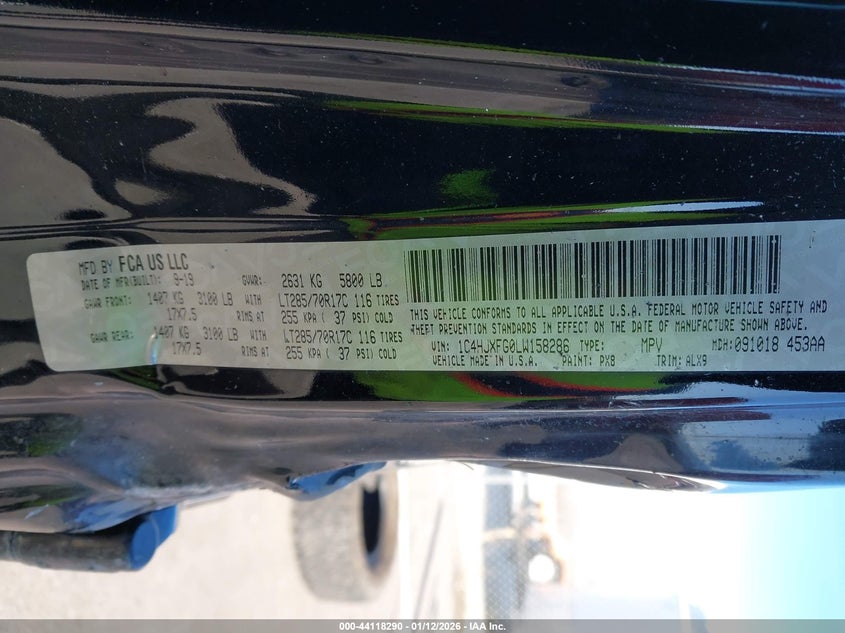 MFD BY FCA US LLC
DATE OF MFR(BUILT): 9-19 GVWR: 2631 KG 5800 LB
GAWR FRONT: 1407 KG 3100 LB WITH LT285/70R17C 116 TIRES
17X7.5 RIMS AT 255 KPA ( 37 PSI) COLD
GAWR REAR: 1407 KG 3100 LB WITH LT285/70R17C 116 TIRES
17X7.5 RIMS AT 255 KPA ( 37 PSI) COLD
THIS VEHICLE CONFORMS TO ALL APPLICABLE U.S.A. FEDERAL MOTOR VEHICLE SAFETY AND
THEFT PREVENTION STANDARDS IN EFFECT ON THE DATE OF MANUFACTURE SHOWN ABOVE.
VIN: 1C4HJXFG0LW158286 TYPE: MPV MDH: 091018 453AA
VEHICLE MADE IN U.S.A. PAINT: PX8 TRIM: ALX9
000-44118290 - 01/12/2026 - IAA, Inc.